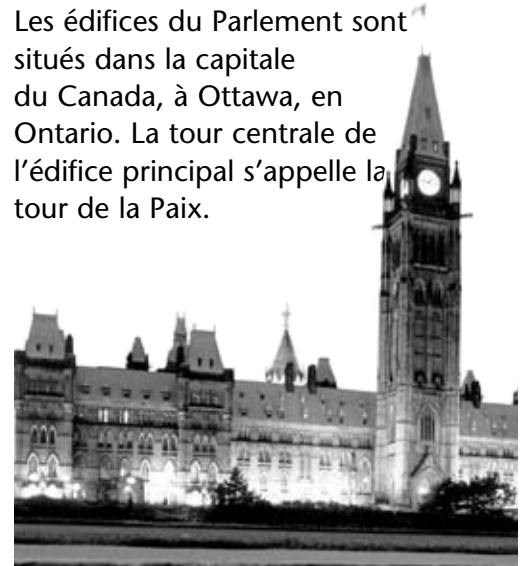 Les édifices du Parlement sont
situés dans la capitale
du Canada, à Ottawa, en
Ontario. La tour centrale de
l’édifice principal s’appelle la
tour de la Paix.